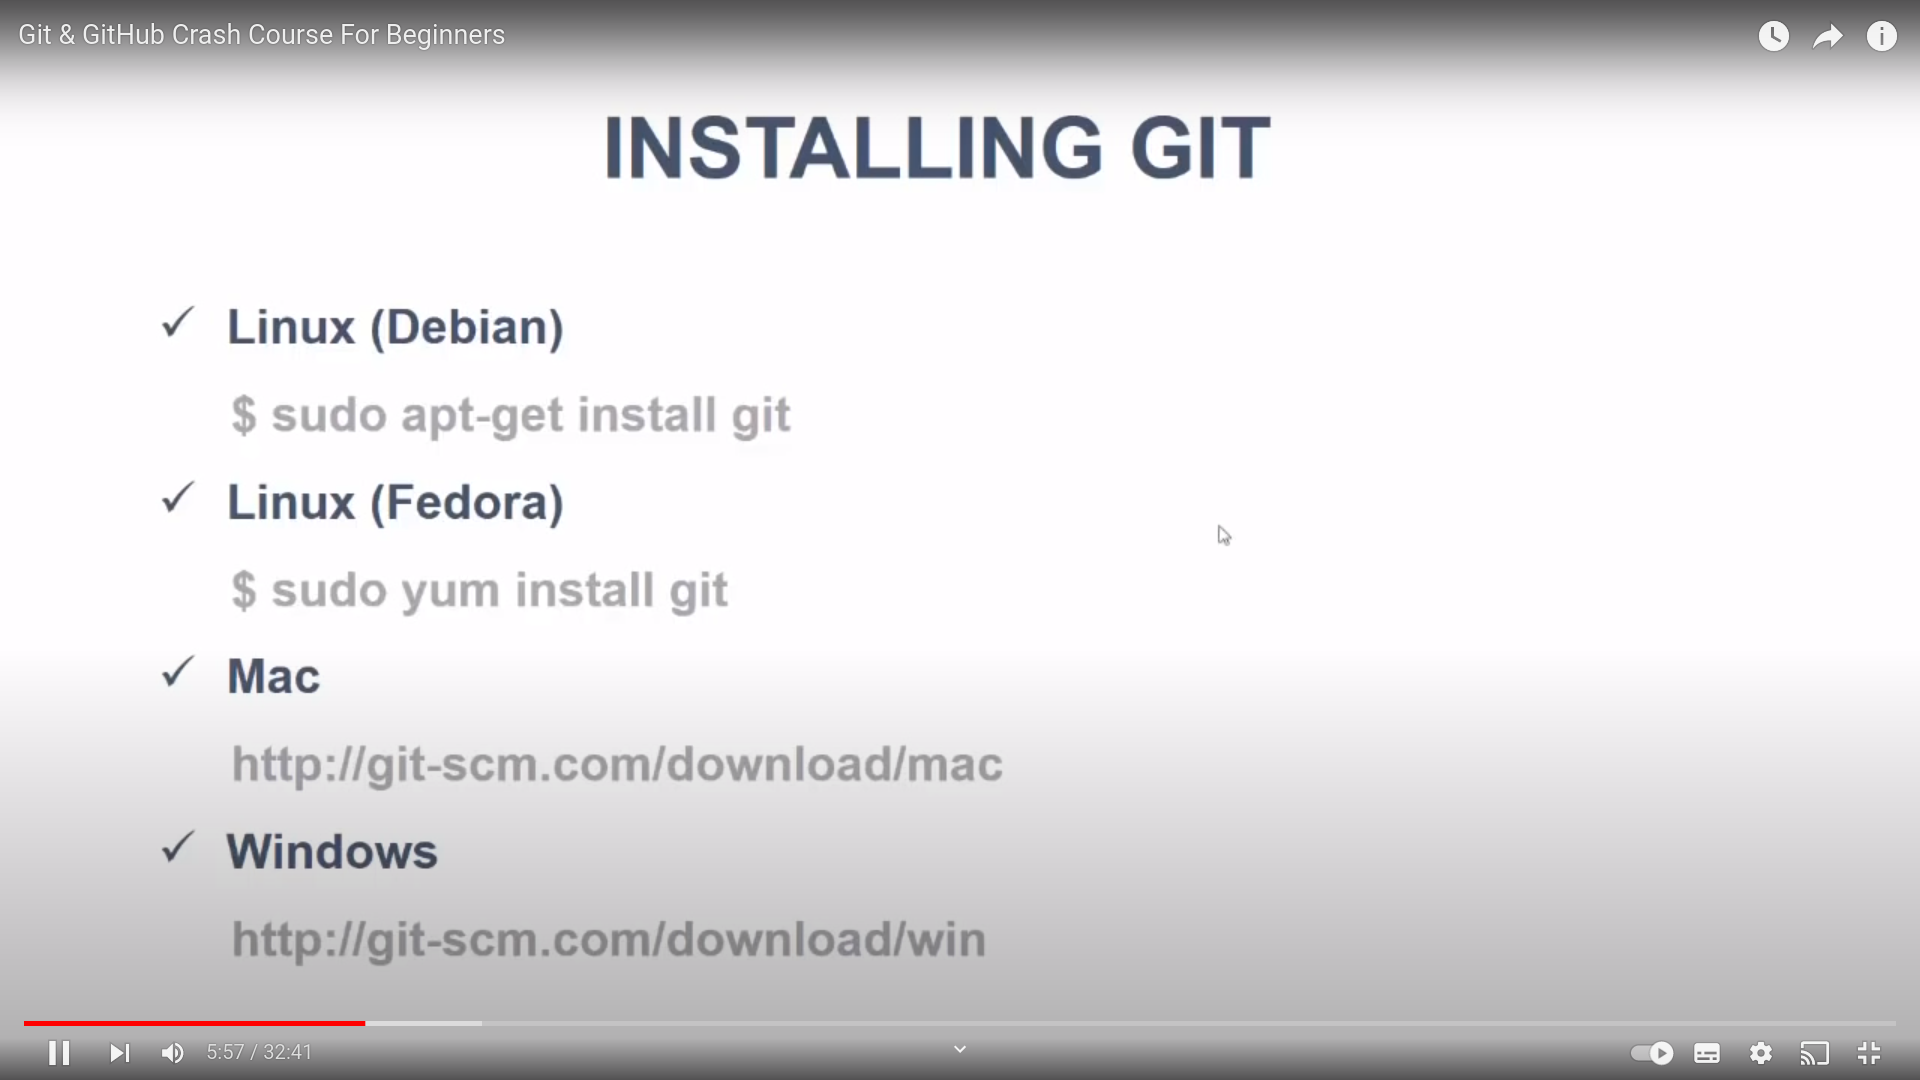 Git & GitHub Crash Course For Beginners
INSTALLING GIT
✓ Linux (Debian)
$ sudo apt-get install git
✓ Linux (Fedora)
$ sudo yum install git
✓ Mac
http://git-scm.com/download/mac
✓ Windows
http://git-scm.com/download/win
5:57 / 32:41